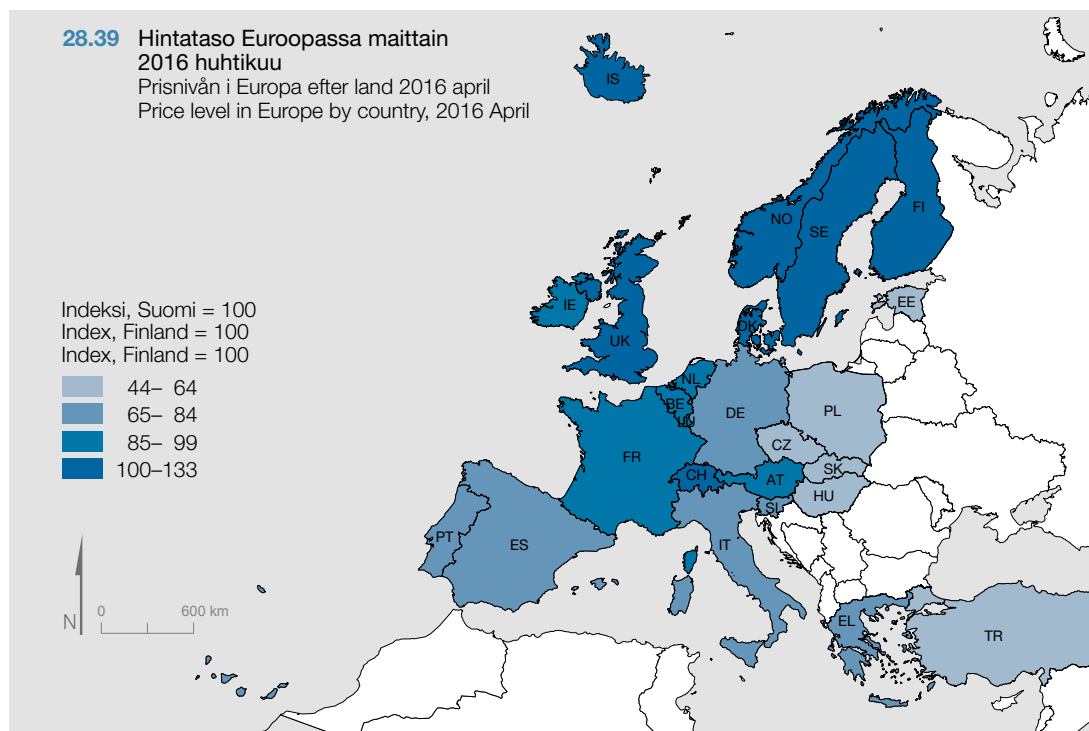 28.39 Hintataso Euroopassa maittain
2016 huhtikuu
Prisnivån i Europa efter land 2016 april
Price level in Europe by country, 2016 April
IS
FI
NO
SE
EE
IE
DK
UK
NL
BE
LU
DE
PL
CZ
FR
SK
CH
AT
HU
SL
PT
ES
IT
EL
TR
Indeksi, Suomi = 100
Index, Finland = 100
Index, Finland = 100
44– 64
65– 84
85– 99
100–133
N
0 600 km